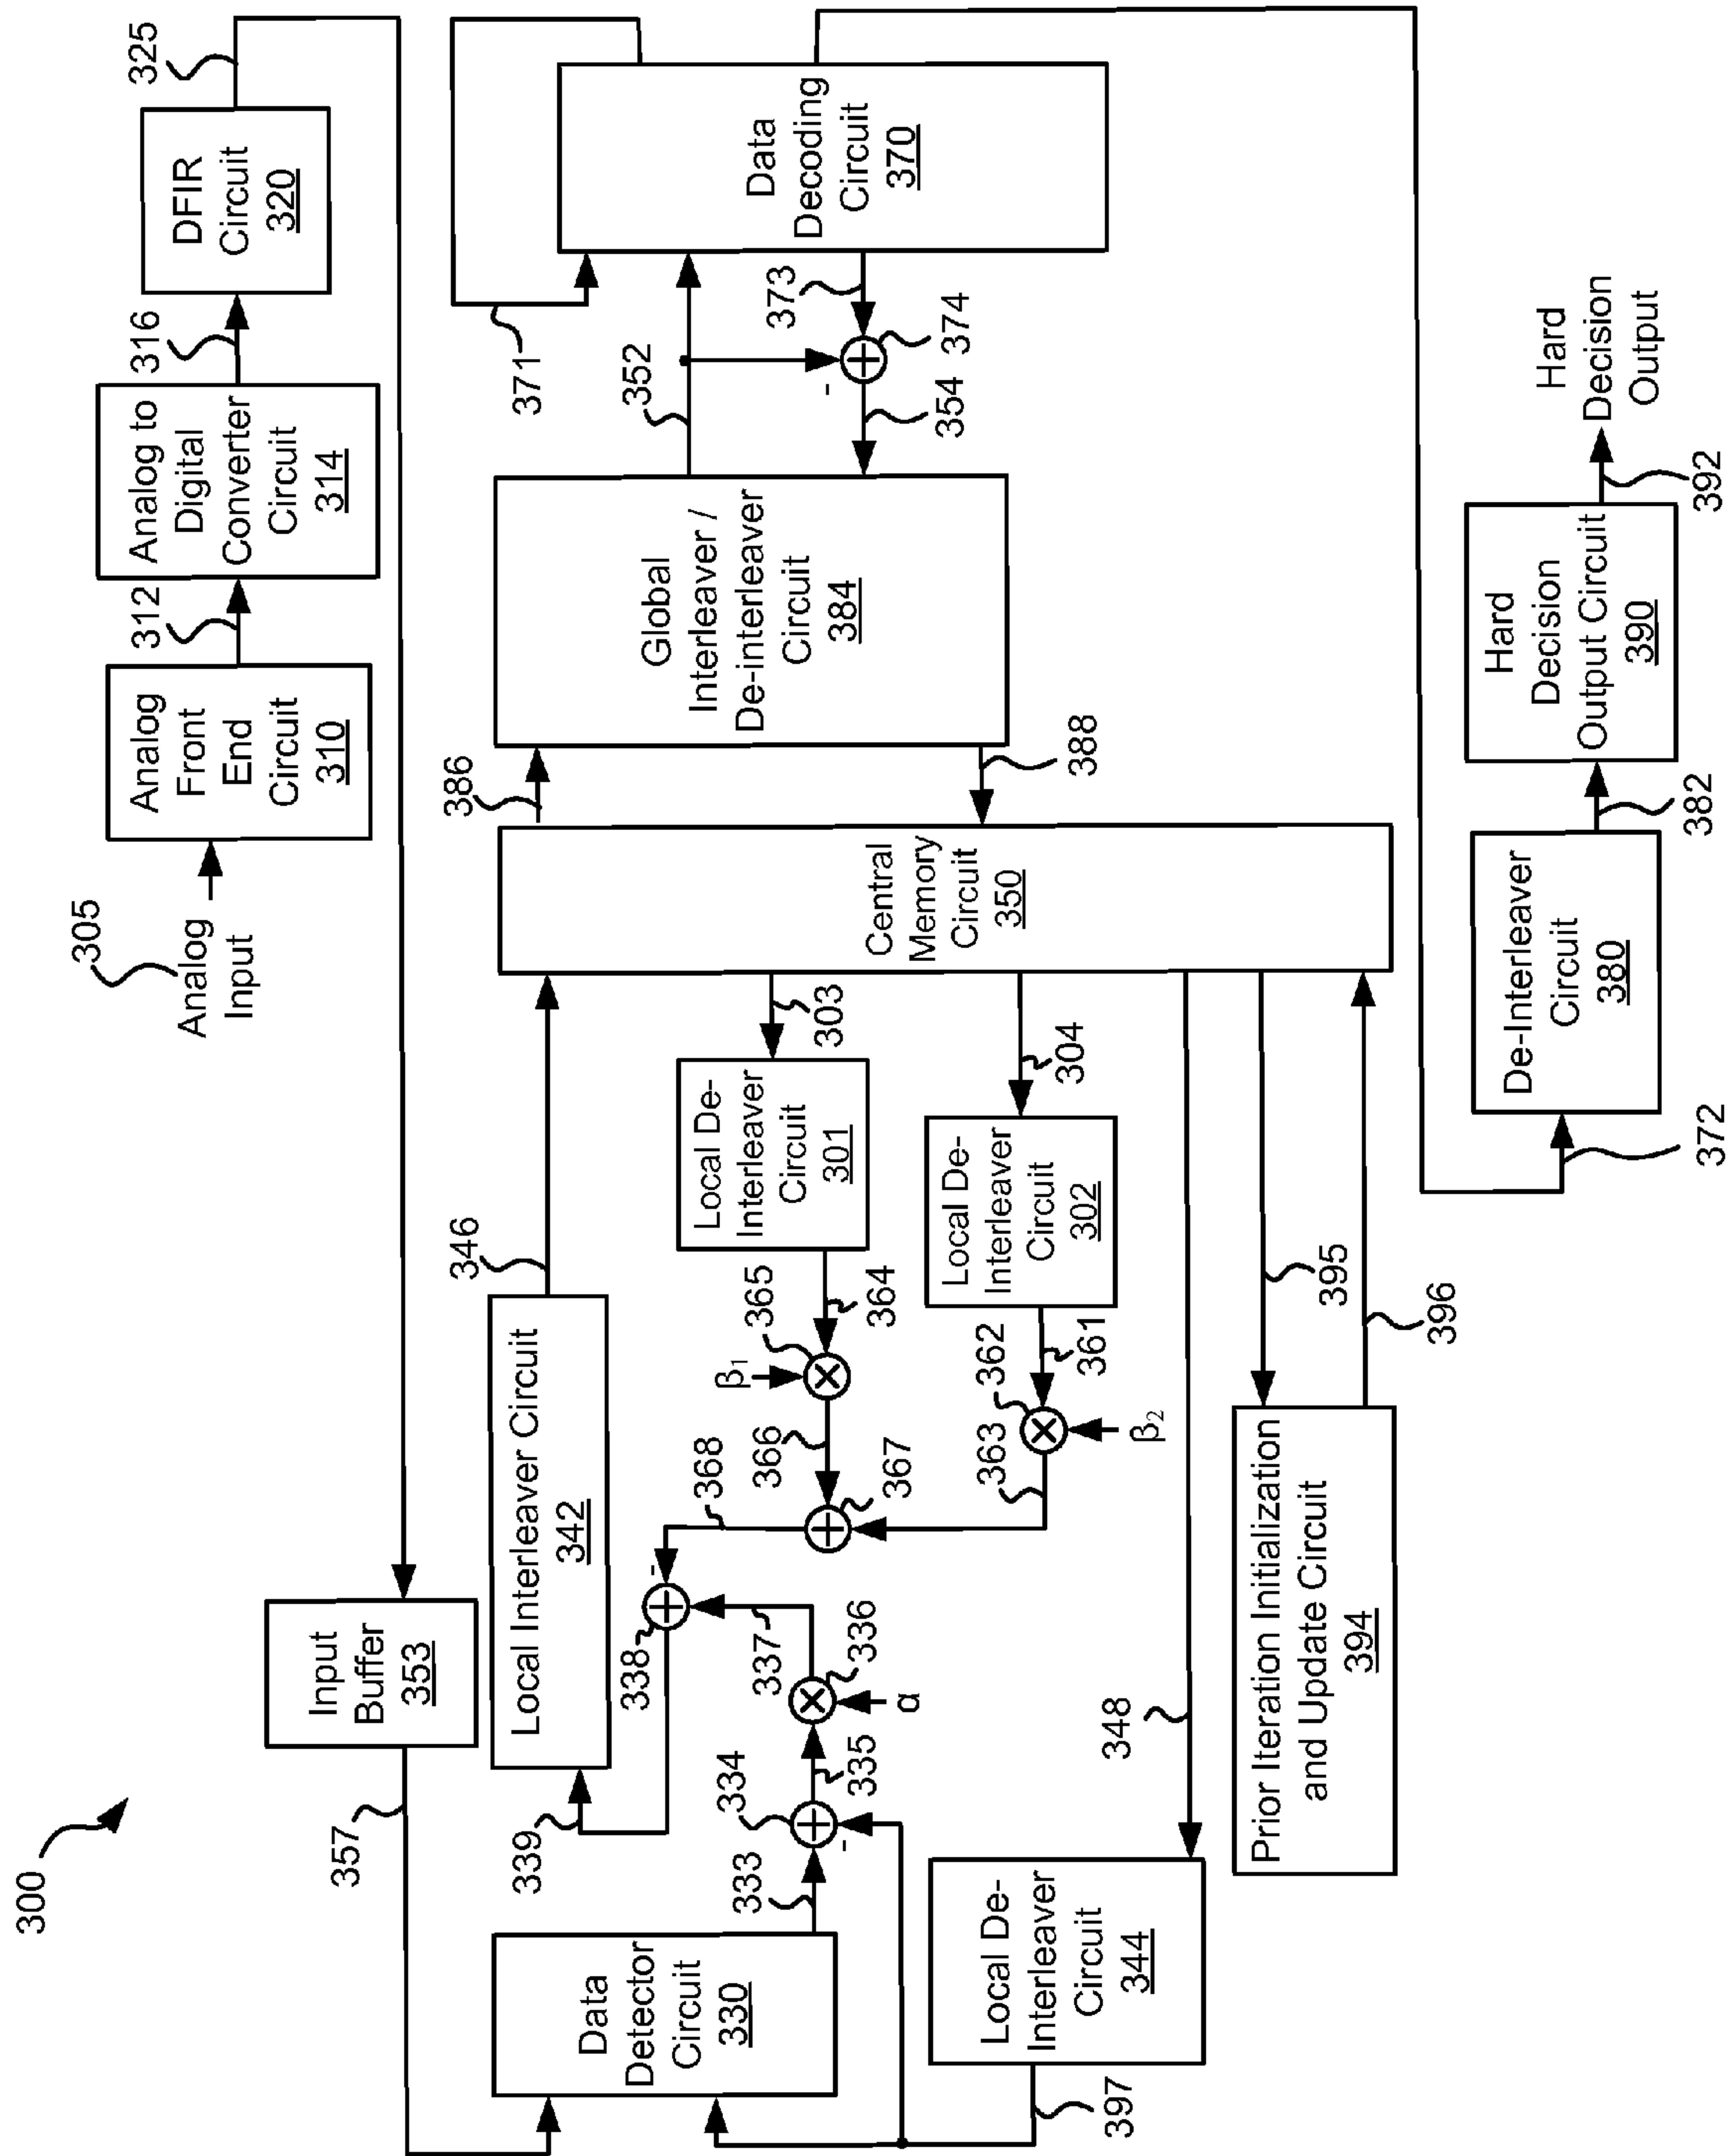 300
305
Analog
Input
Analog
Front
End
Circuit
310
312
Analog to
Digital
Converter
Circuit
314
316
DFIR
Circuit
320
325
357
Input
Buffer
353
339
Local Interleaver Circuit
342
346
386
Global
Interleaver /
De-interleaver
Circuit
384
352
371
Data
Decoding
Circuit
370
373
374
-
354
388
Central
Memory
Circuit
350
303
Local De-
Interleaver
Circuit
301
364
365
β1
366
367
368
-
338
337
336
α
335
334
-
333
Data
Detector
Circuit
330
304
Local De-
Interleaver
Circuit
302
361
362
β2
363
348
Local De-
Interleaver
Circuit
344
397
395
Prior Iteration Initialization
and Update Circuit
394
396
372
De-Interleaver
Circuit
380
382
Hard
Decision
Output Circuit
390
392
Hard
Decision
Output